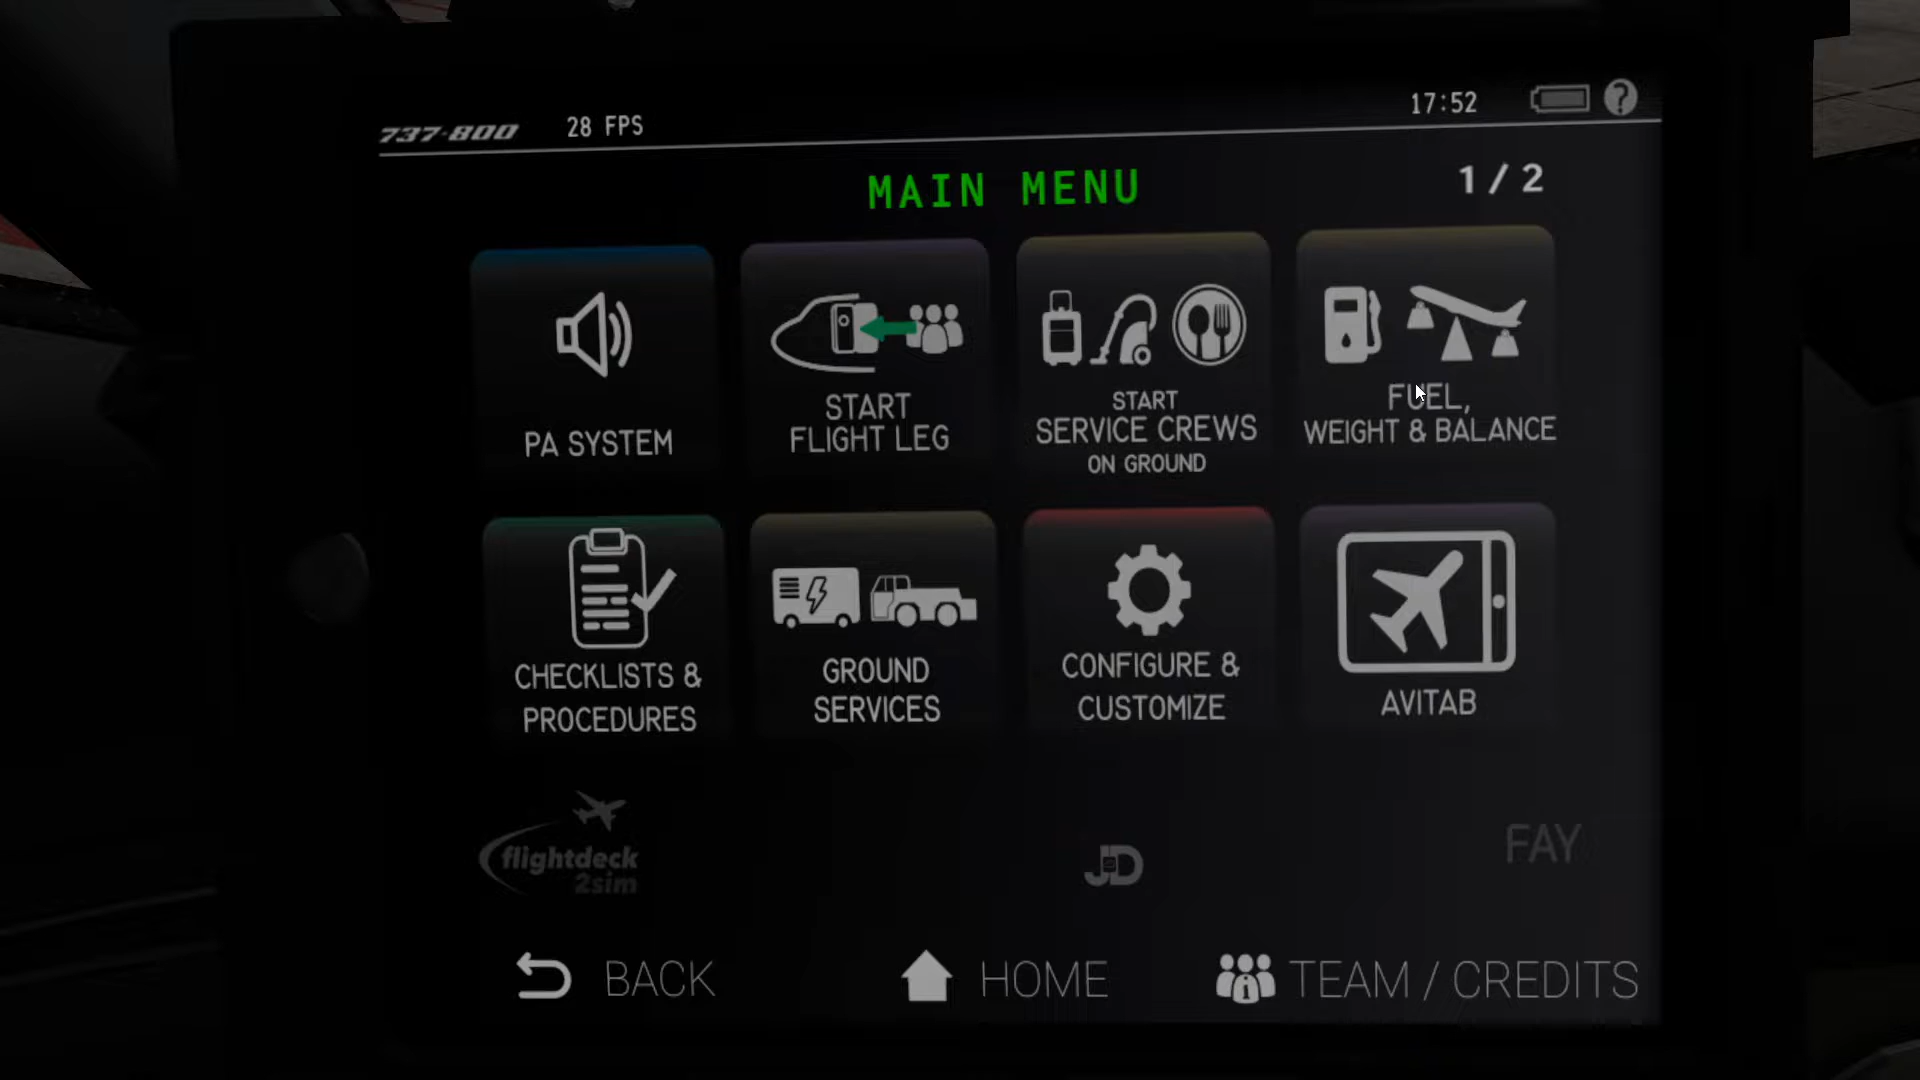 737-800
28 FPS
17:52
?
MAIN MENU
1 / 2
PA SYSTEM
START
FLIGHT LEG
START
SERVICE CREWS
ON GROUND
FUEL,
WEIGHT & BALANCE
CHECKLISTS &
PROCEDURES
GROUND
SERVICES
CONFIGURE &
CUSTOMIZE
AVITAB
flightdeck
2sim
JD
FAY
BACK
HOME
TEAM / CREDITS